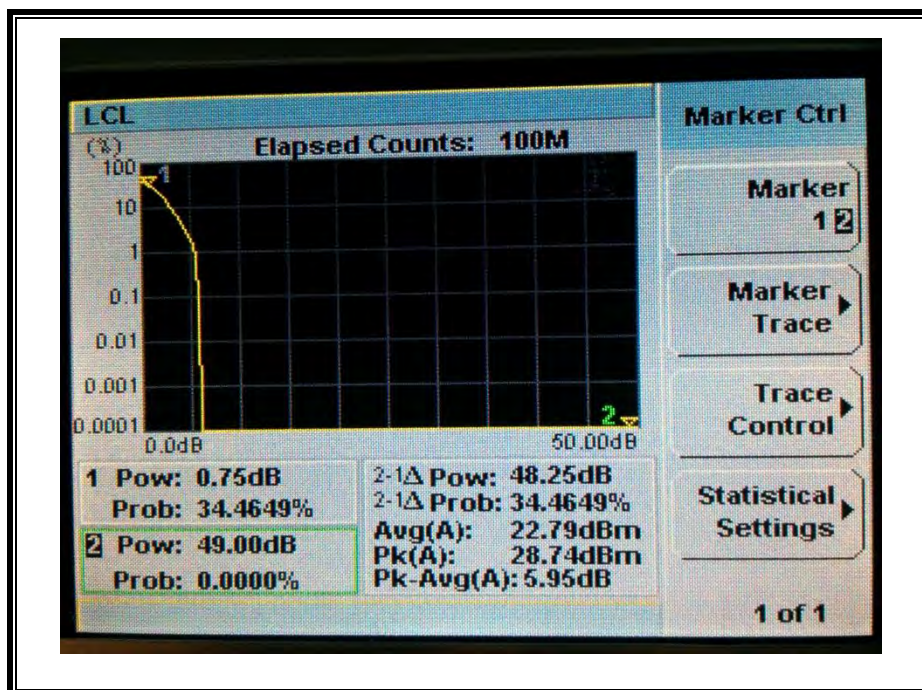 LCL
(%)
Elapsed Counts: 100M
100
10
1
0.1
0.01
0.001
0.0001
1
2
0.0dB
50.00dB
1 Pow: 0.75dB
Prob: 34.4649%
2 Pow: 49.00dB
Prob: 0.0000%
2-1Δ Pow: 48.25dB
2-1Δ Prob: 34.4649%
Avg(A): 22.79dBm
Pk(A): 28.74dBm
Pk-Avg(A): 5.95dB
Marker Ctrl
Marker
1 2
Marker
Trace
Trace
Control
Statistical
Settings
1 of 1